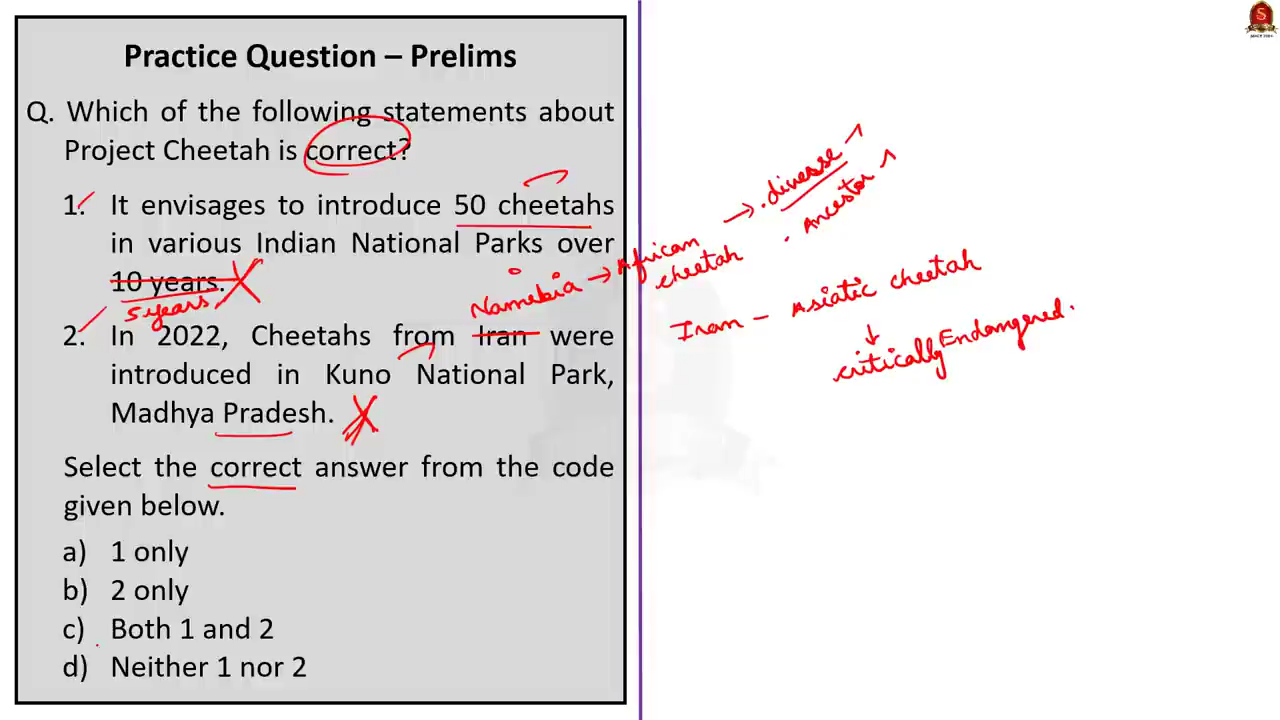 Practice Question – Prelims
Q. Which of the following statements about
Project Cheetah is correct?
1. It envisages to introduce 50 cheetahs
in various Indian National Parks over
10 years.
5 years
2. In 2022, Cheetahs from Iran were
introduced in Kuno National Park,
Madhya Pradesh.
Select the correct answer from the code
given below.
a) 1 only
b) 2 only
c) Both 1 and 2
d) Neither 1 nor 2
Namibia → African cheetah → . diverse
. Ancestor
Iran – Asiatic cheetah
↓
critically Endangered.
S